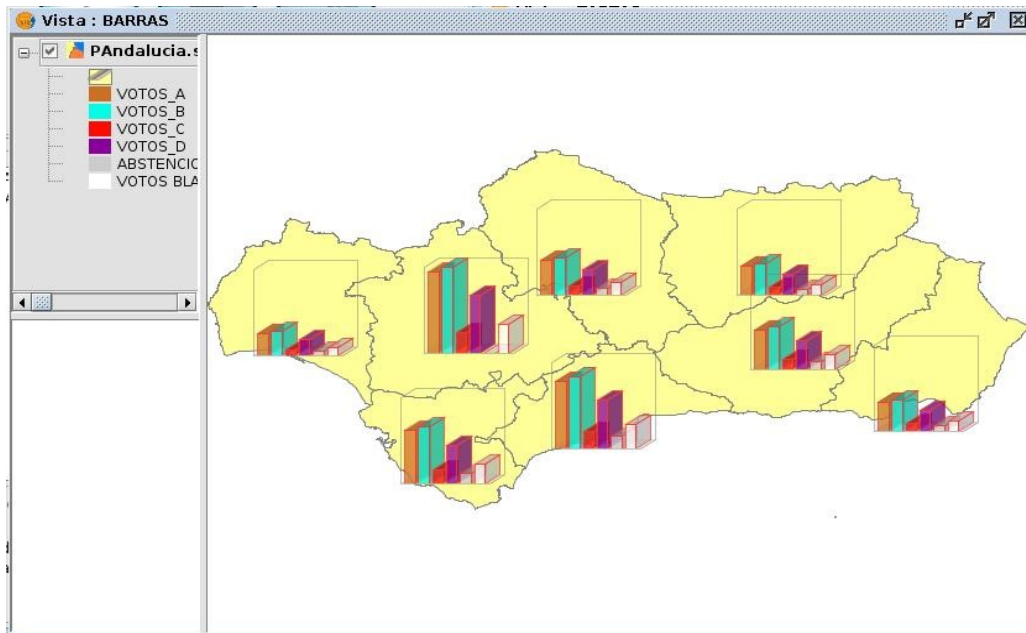 Vista : BARRAS
PAndalucia.s
VOTOS_A
VOTOS_B
VOTOS_C
VOTOS_D
ABSTENCIO
VOTOS BLA